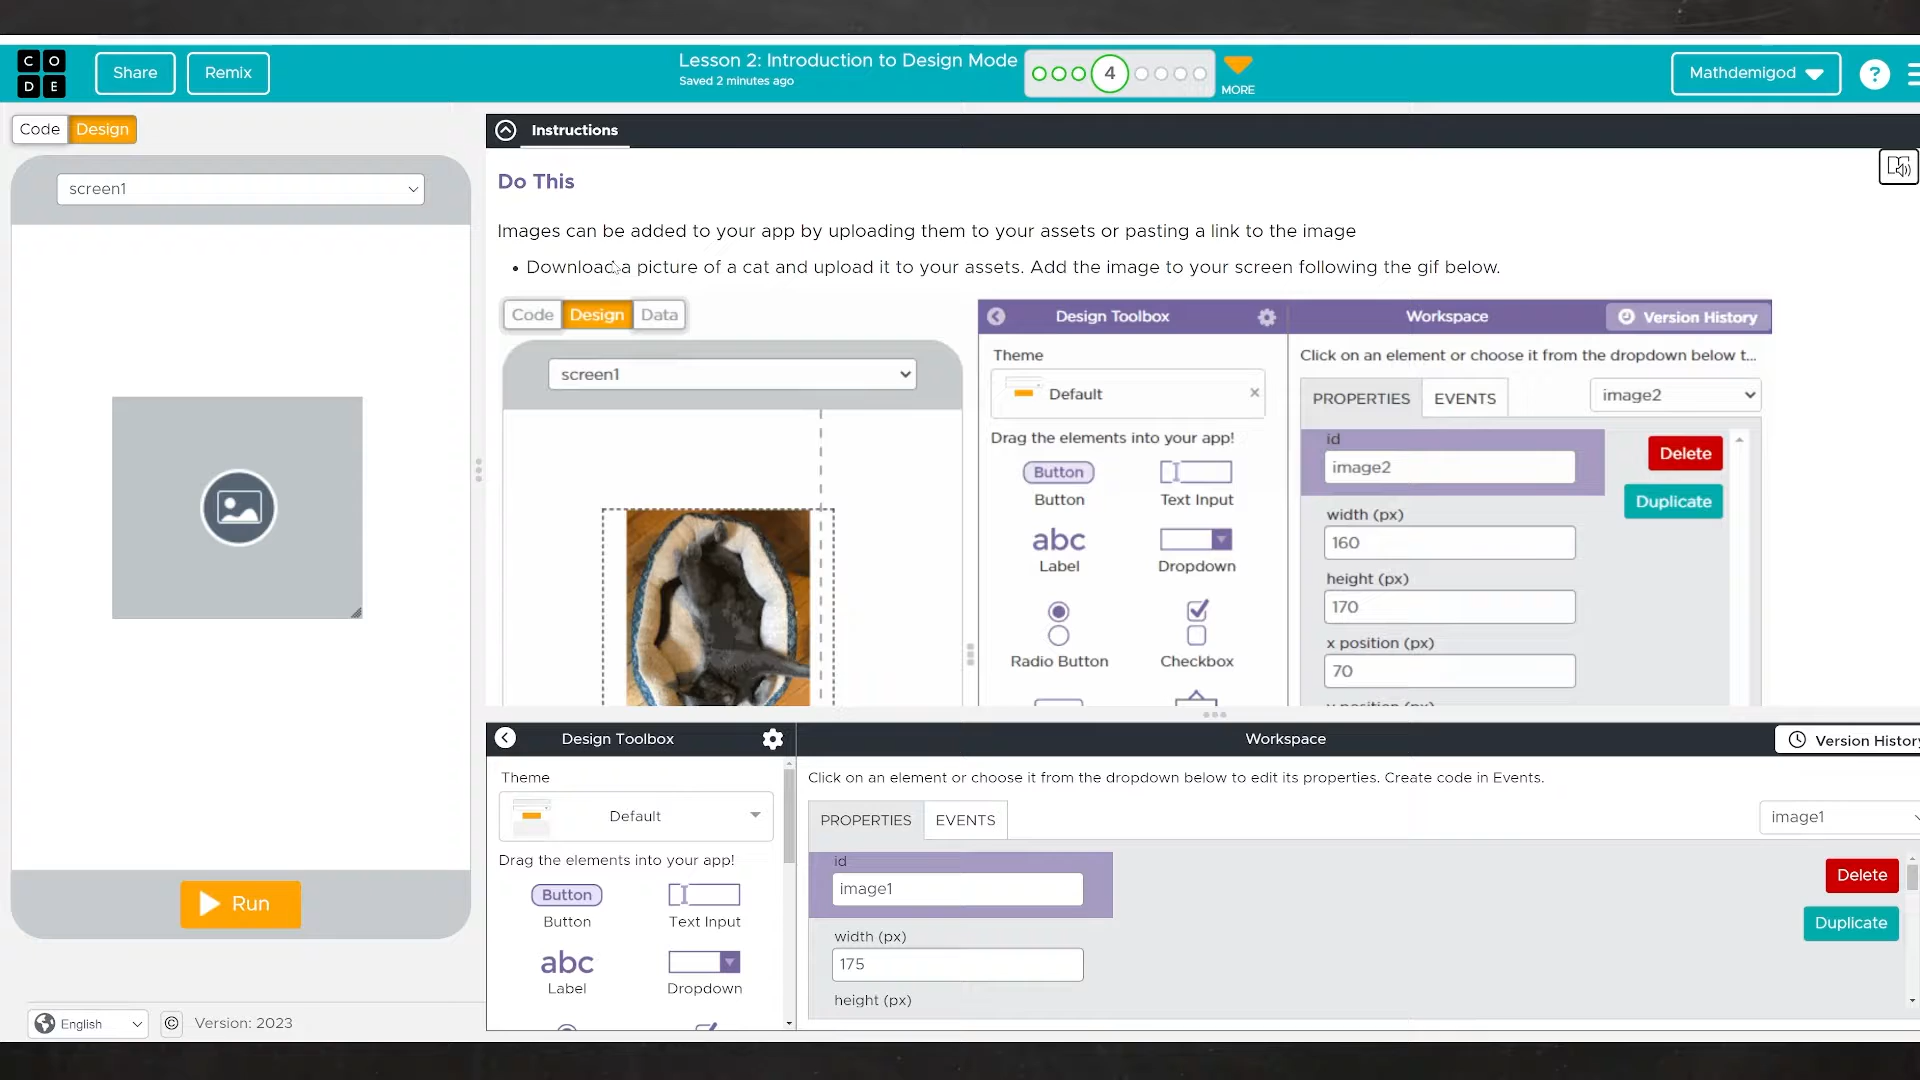 C O
D E
Share
Remix
Lesson 2: Introduction to Design Mode
Saved 2 minutes ago
4
MORE
Mathdemigod
?
Code
Design
screen1
Instructions
Do This
Images can be added to your app by uploading them to your assets or pasting a link to the image
• Download a picture of a cat and upload it to your assets. Add the image to your screen following the gif below.
Code
Design
Data
screen1
Design Toolbox
Theme
Default
Drag the elements into your app!
Button
Button
Text Input
abc
Label
Dropdown
Radio Button
Checkbox
Workspace
Version History
Click on an element or choose it from the dropdown below t...
PROPERTIES
EVENTS
image2
id
image2
Delete
Duplicate
width (px)
160
height (px)
170
x position (px)
70
Run
English
© Version: 2023
Design Toolbox
Theme
Default
Drag the elements into your app!
Button
Button
Text Input
abc
Label
Dropdown
Workspace
Version History
Click on an element or choose it from the dropdown below to edit its properties. Create code in Events.
PROPERTIES
EVENTS
image1
id
image1
Delete
Duplicate
width (px)
175
height (px)